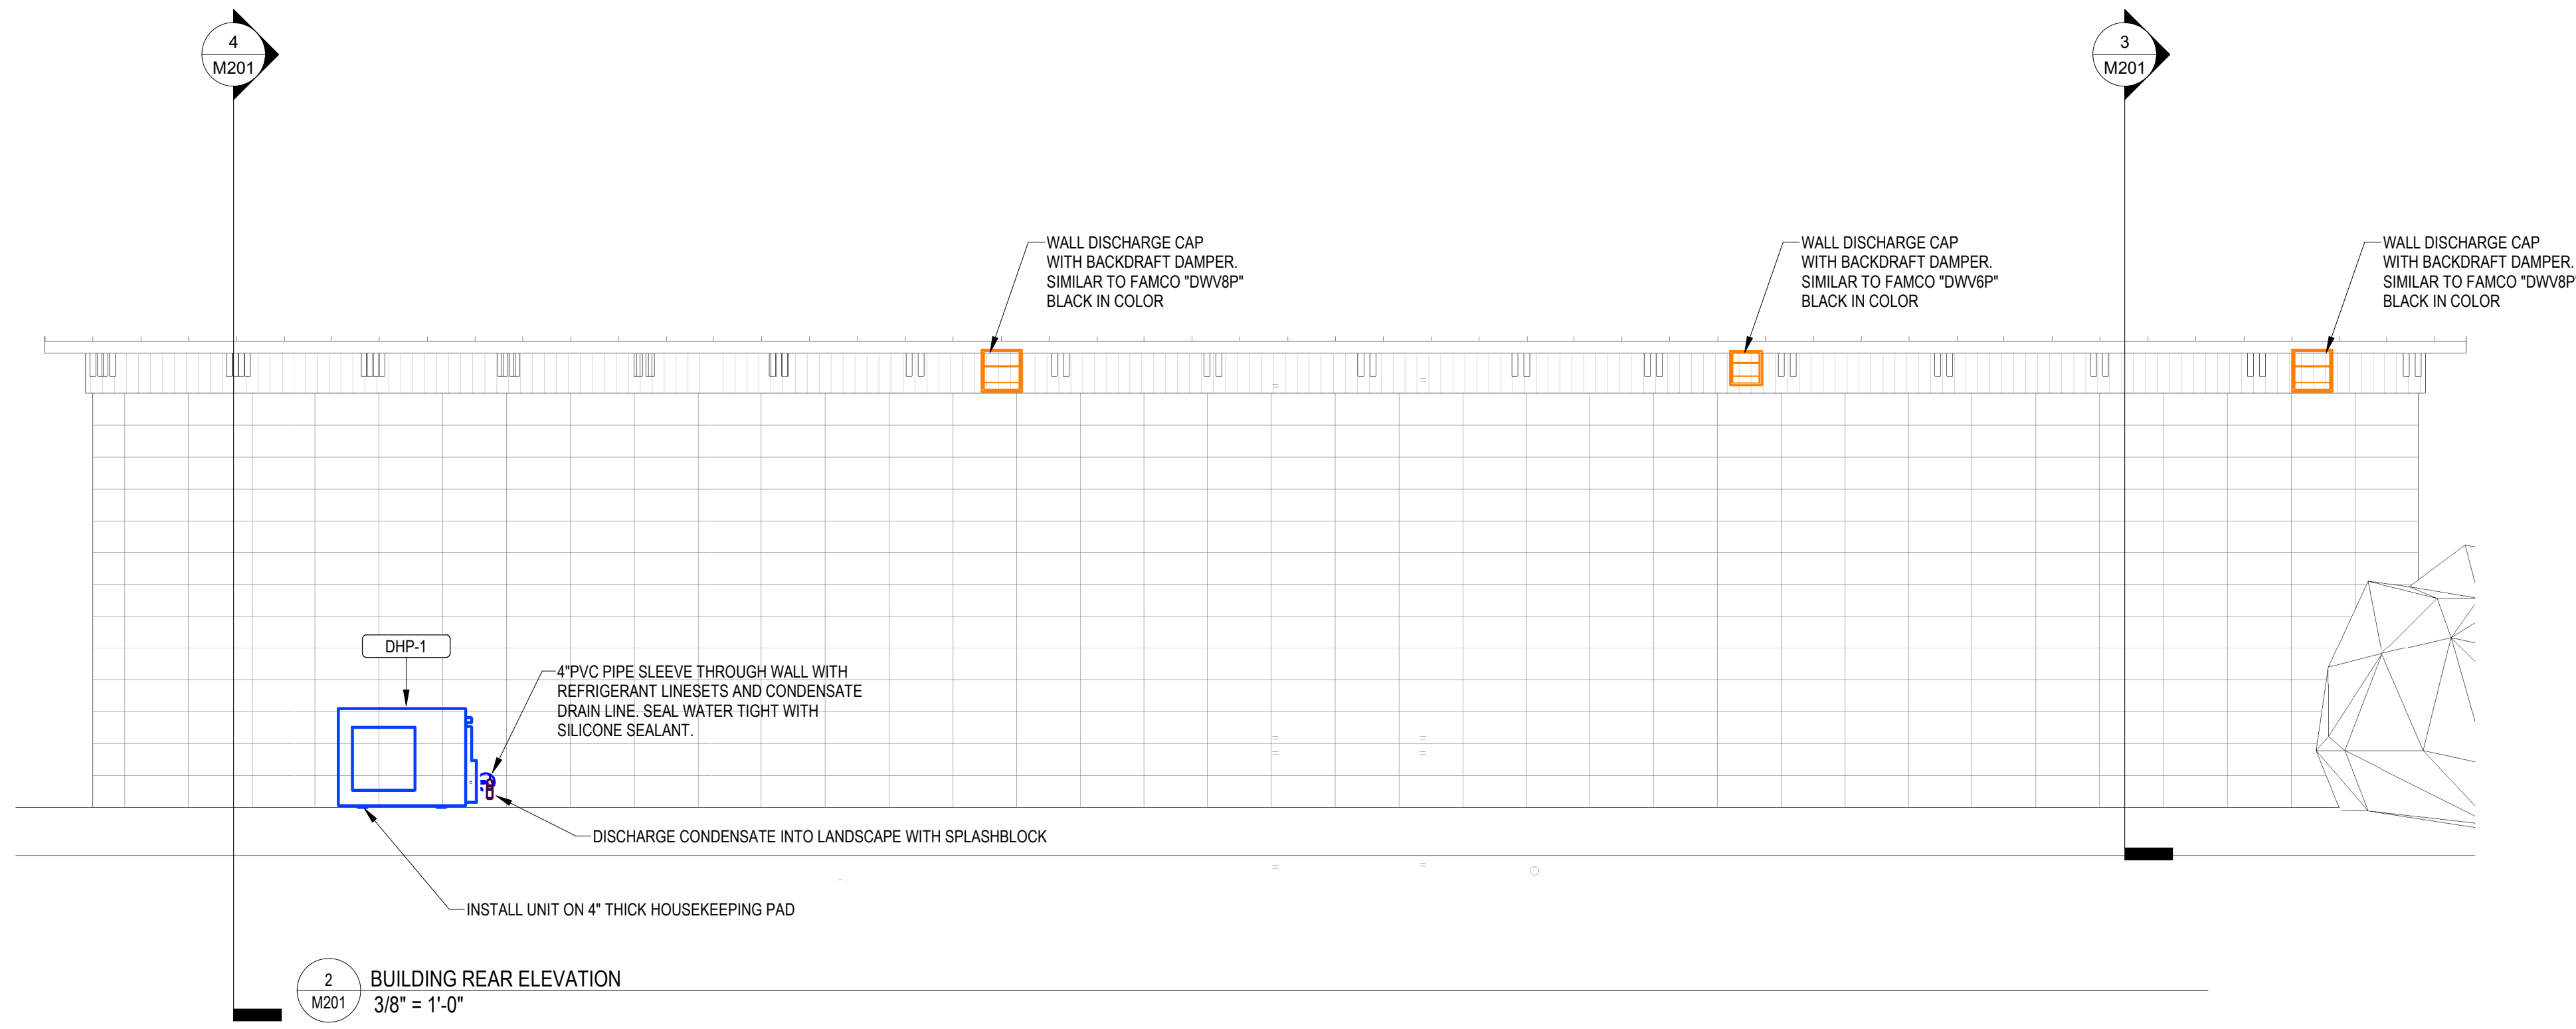 4
M201
3
M201
WALL DISCHARGE CAP
WITH BACKDRAFT DAMPER.
SIMILAR TO FAMCO "DWV8P"
BLACK IN COLOR
WALL DISCHARGE CAP
WITH BACKDRAFT DAMPER.
SIMILAR TO FAMCO "DWV6P"
BLACK IN COLOR
WALL DISCHARGE CAP
WITH BACKDRAFT DAMPER.
SIMILAR TO FAMCO "DWV8P
BLACK IN COLOR
DHP-1
4"PVC PIPE SLEEVE THROUGH WALL WITH
REFRIGERANT LINESETS AND CONDENSATE
DRAIN LINE. SEAL WATER TIGHT WITH
SILICONE SEALANT.
DISCHARGE CONDENSATE INTO LANDSCAPE WITH SPLASHBLOCK
INSTALL UNIT ON 4" THICK HOUSEKEEPING PAD
2
M201
BUILDING REAR ELEVATION
3/8" = 1'-0"